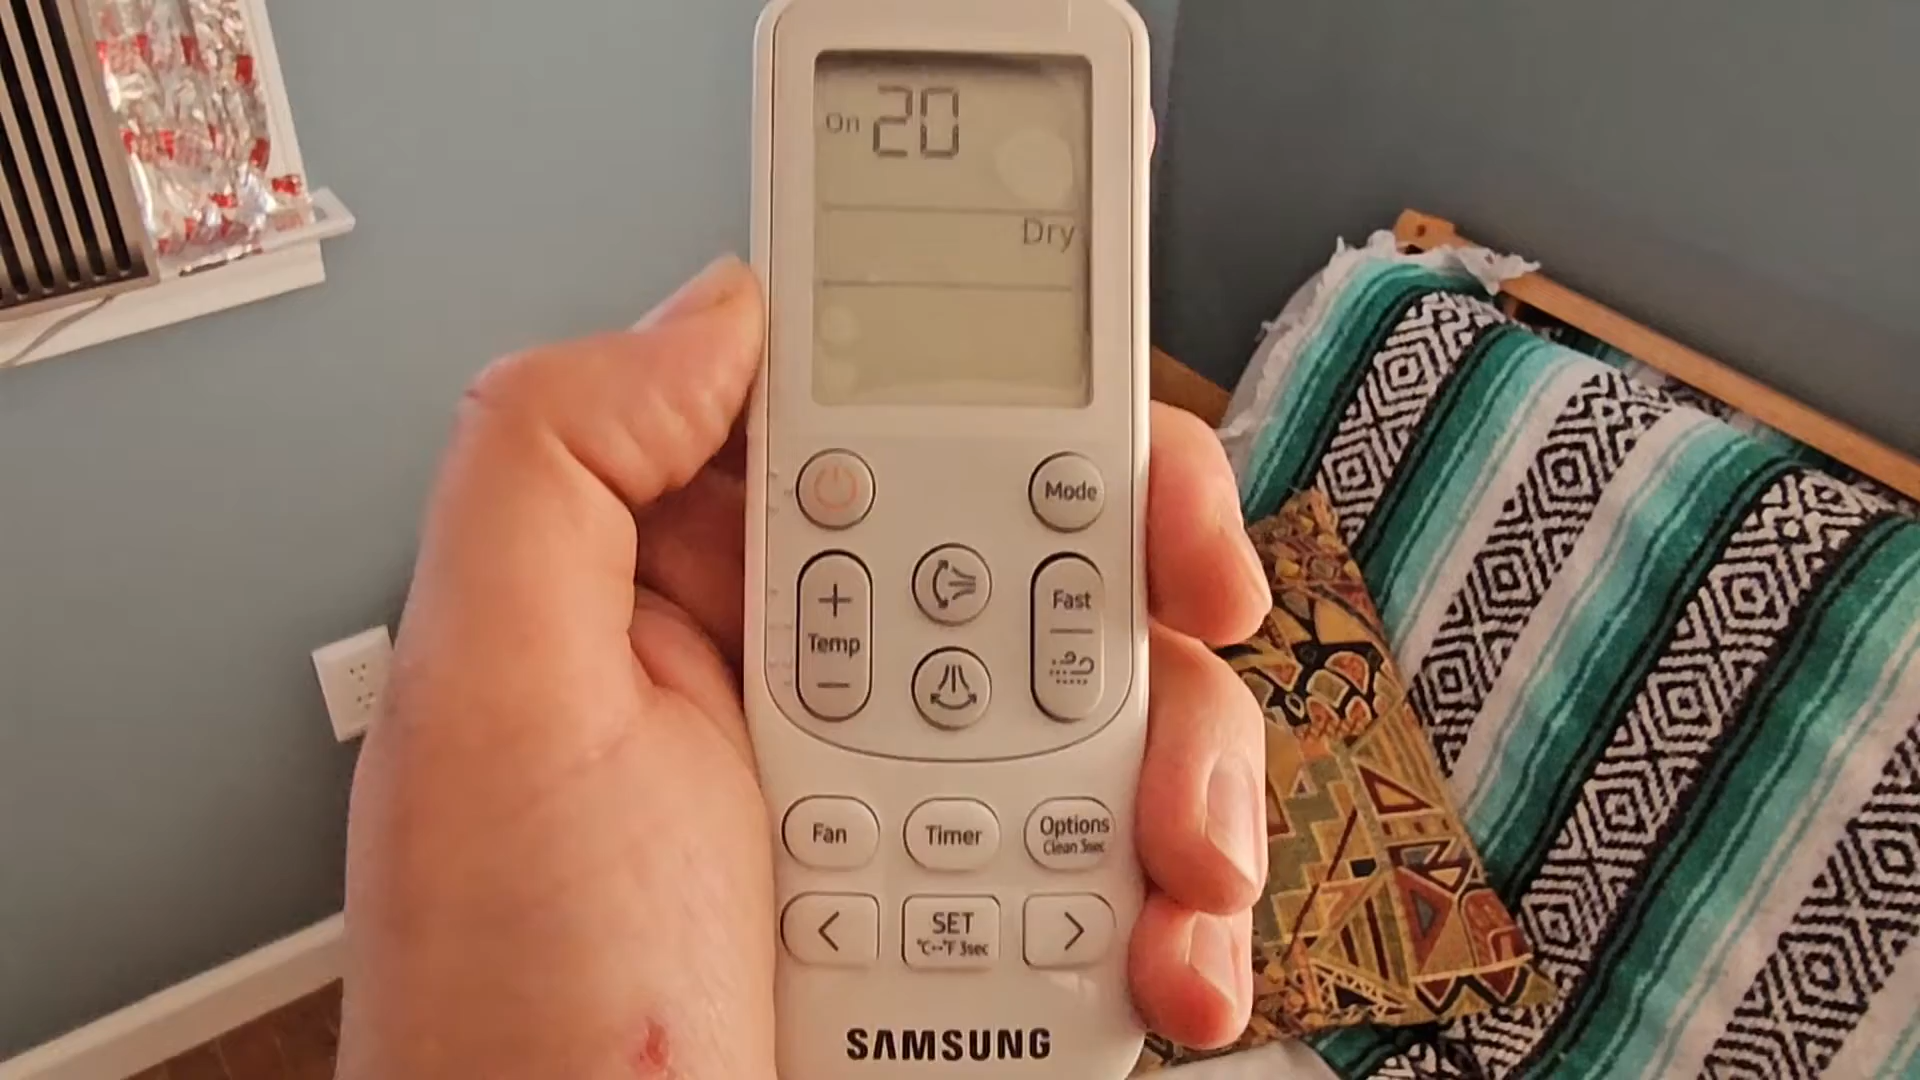 On 20
Dry
Mode
+
Temp
−
Fast
Fan
Timer
Options
Clean 3sec
<
SET
°C↔°F 3sec
>
SAMSUNG